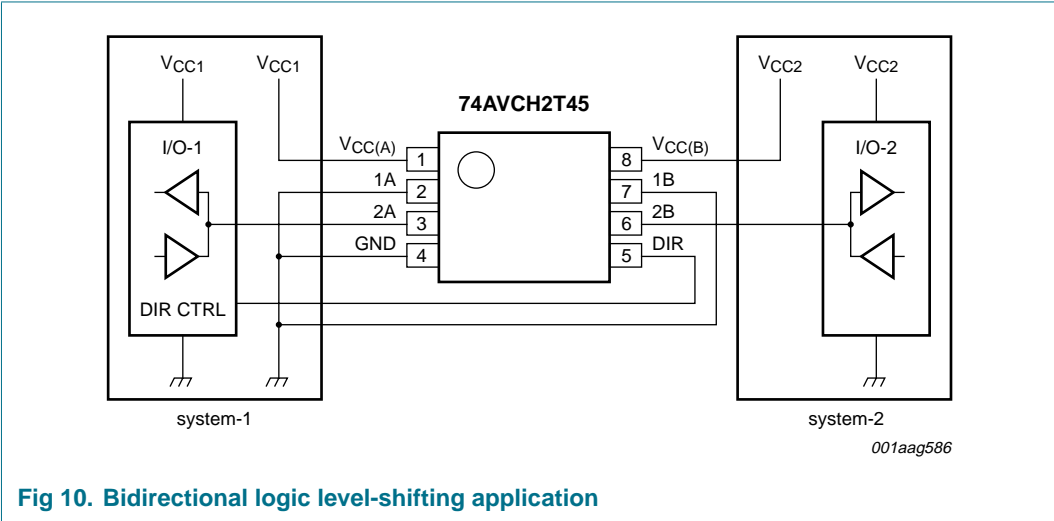 VCC1 VCC1 VCC2 VCC2
74AVCH2T45
I/O-1 VCC(A) VCC(B) I/O-2
1 8
1A 1B
2 7
2A 2B
3 6
GND DIR
4 5
DIR CTRL
system-1 system-2
001aag586
Fig 10. Bidirectional logic level-shifting application